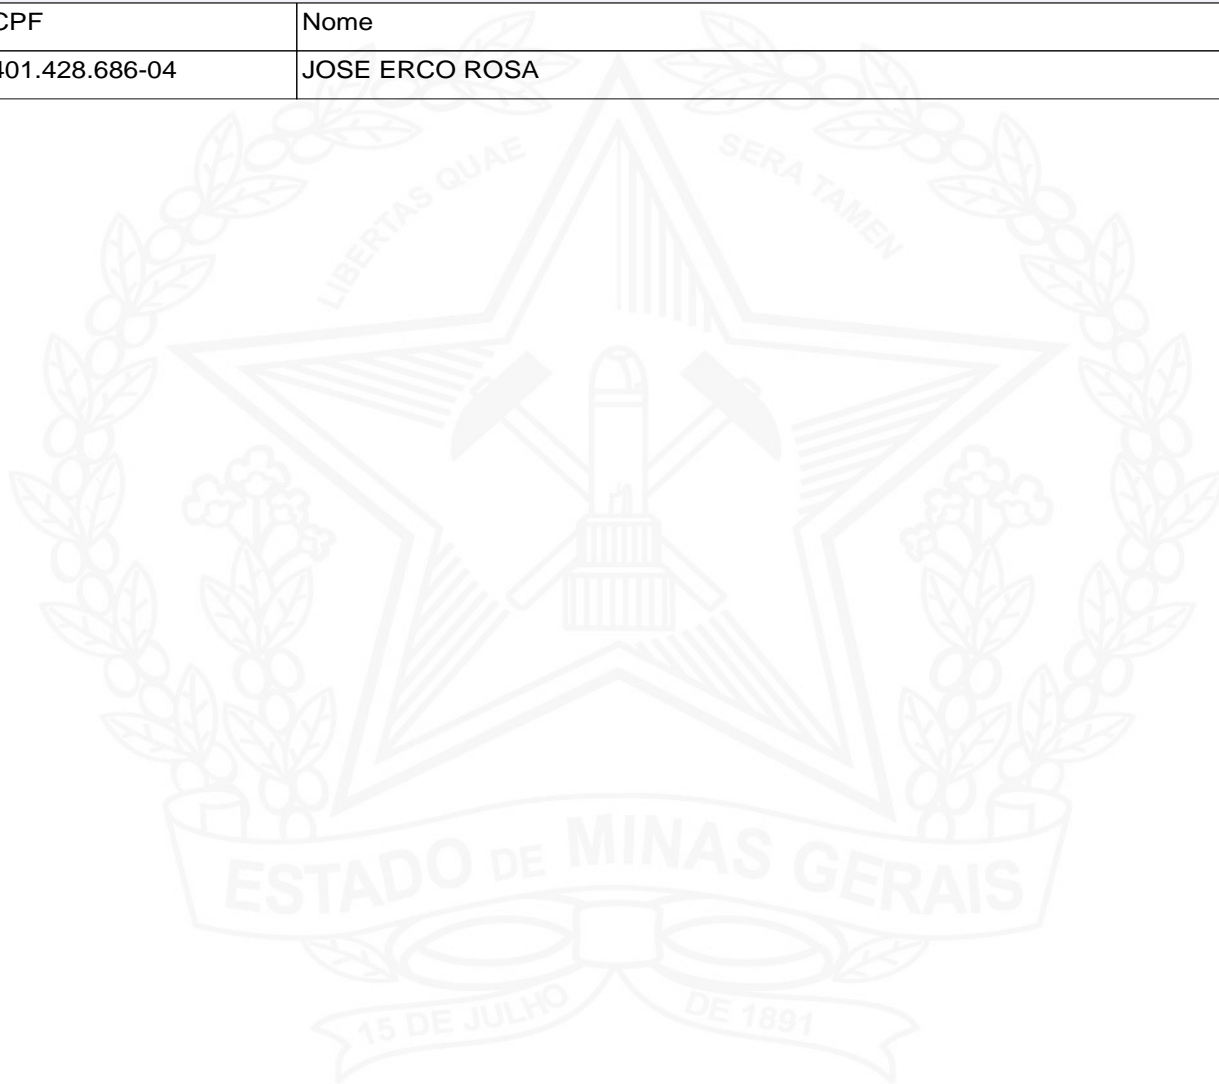 CPF Nome
401.428.686-04 JOSE ERCO ROSA
LIBERTAS QUAE SERA TAMEN
ESTADO DE MINAS GERAIS
15 DE JULHO DE 1891